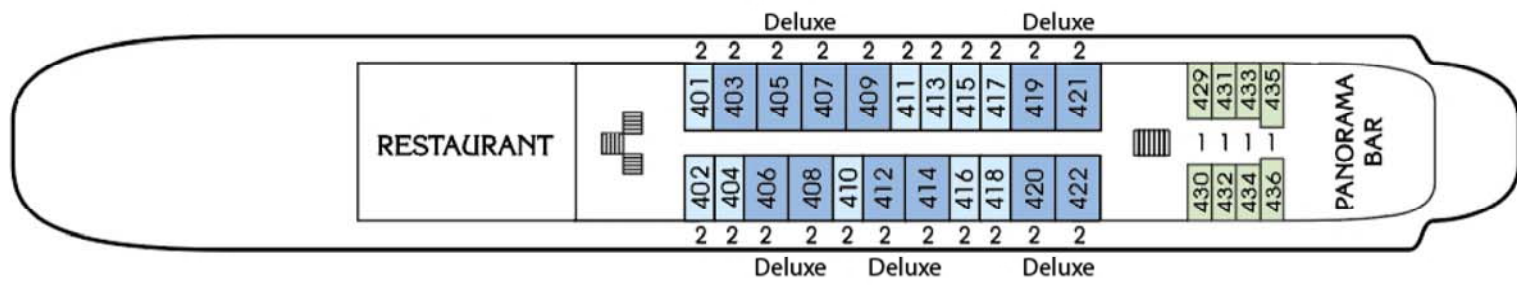 Deluxe Deluxe
2 2 2 2 2 2 2 2 2 2 2
401 403 405 407 409 411 413 415 417 419 421 429 431 433 435
RESTAURANT
1 1 1 1
PANORAMA
BAR
402 404 406 408 410 412 414 416 418 420 422 430 432 434 436
2 2 2 2 2 2 2 2 2 2 2
Deluxe Deluxe Deluxe